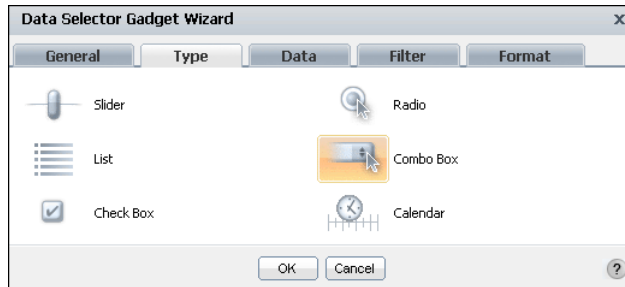 Data Selector Gadget Wizard x
General Type Data Filter Format
Slider Radio
List Combo Box
Check Box Calendar
OK Cancel ?